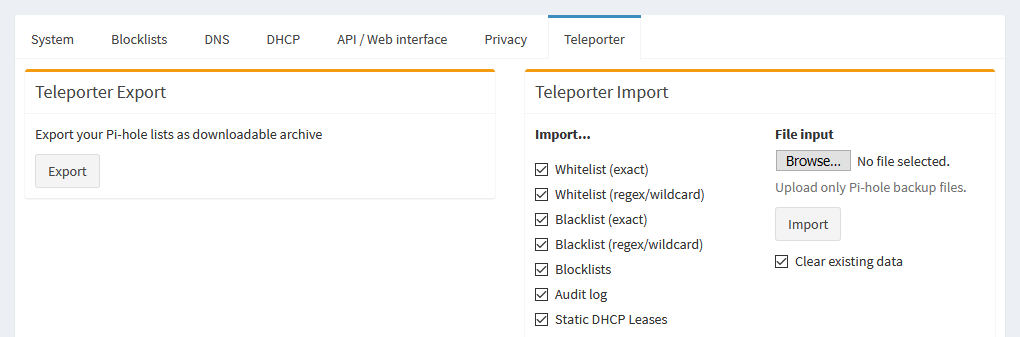 System Blocklists DNS DHCP API / Web interface Privacy Teleporter
Teleporter Export
Export your Pi-hole lists as downloadable archive
Export
Teleporter Import
Import...
Whitelist (exact)
Whitelist (regex/wildcard)
Blacklist (exact)
Blacklist (regex/wildcard)
Blocklists
Audit log
Static DHCP Leases
File input
Browse... No file selected.
Upload only Pi-hole backup files.
Import
Clear existing data